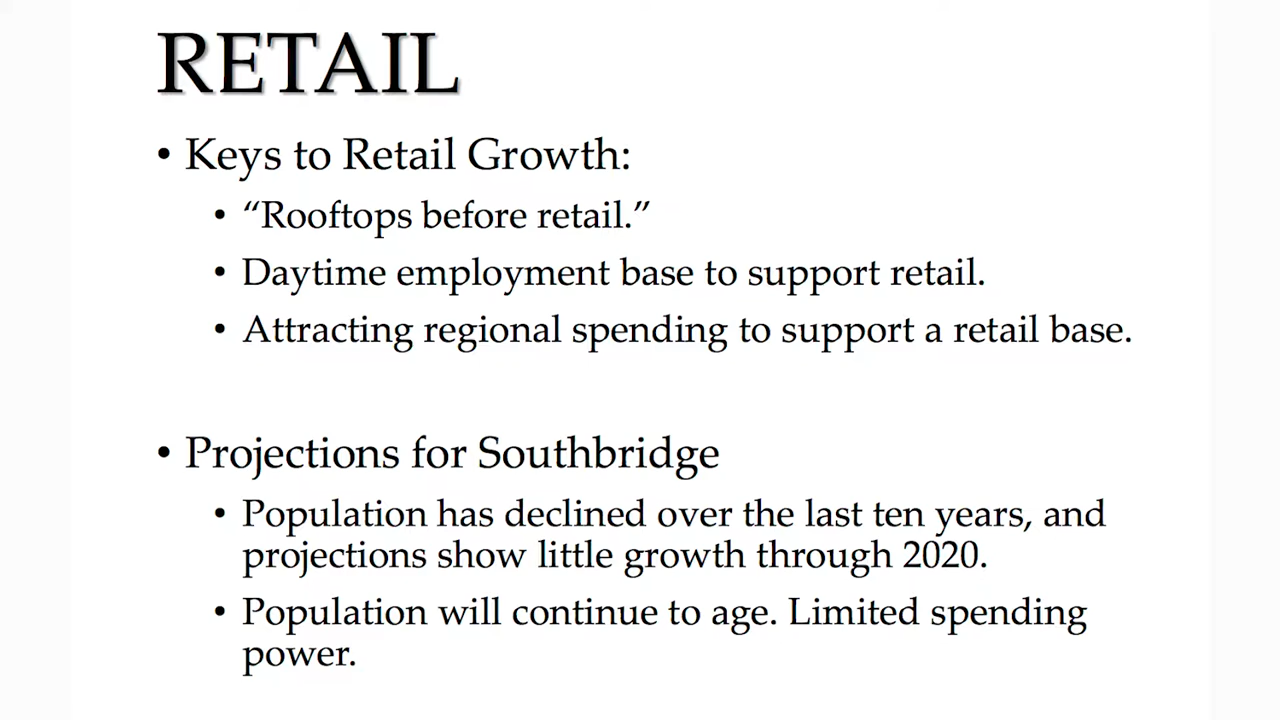 RETAIL
• Keys to Retail Growth:
• “Rooftops before retail.”
• Daytime employment base to support retail.
• Attracting regional spending to support a retail base.
• Projections for Southbridge
• Population has declined over the last ten years, and
projections show little growth through 2020.
• Population will continue to age. Limited spending
power.